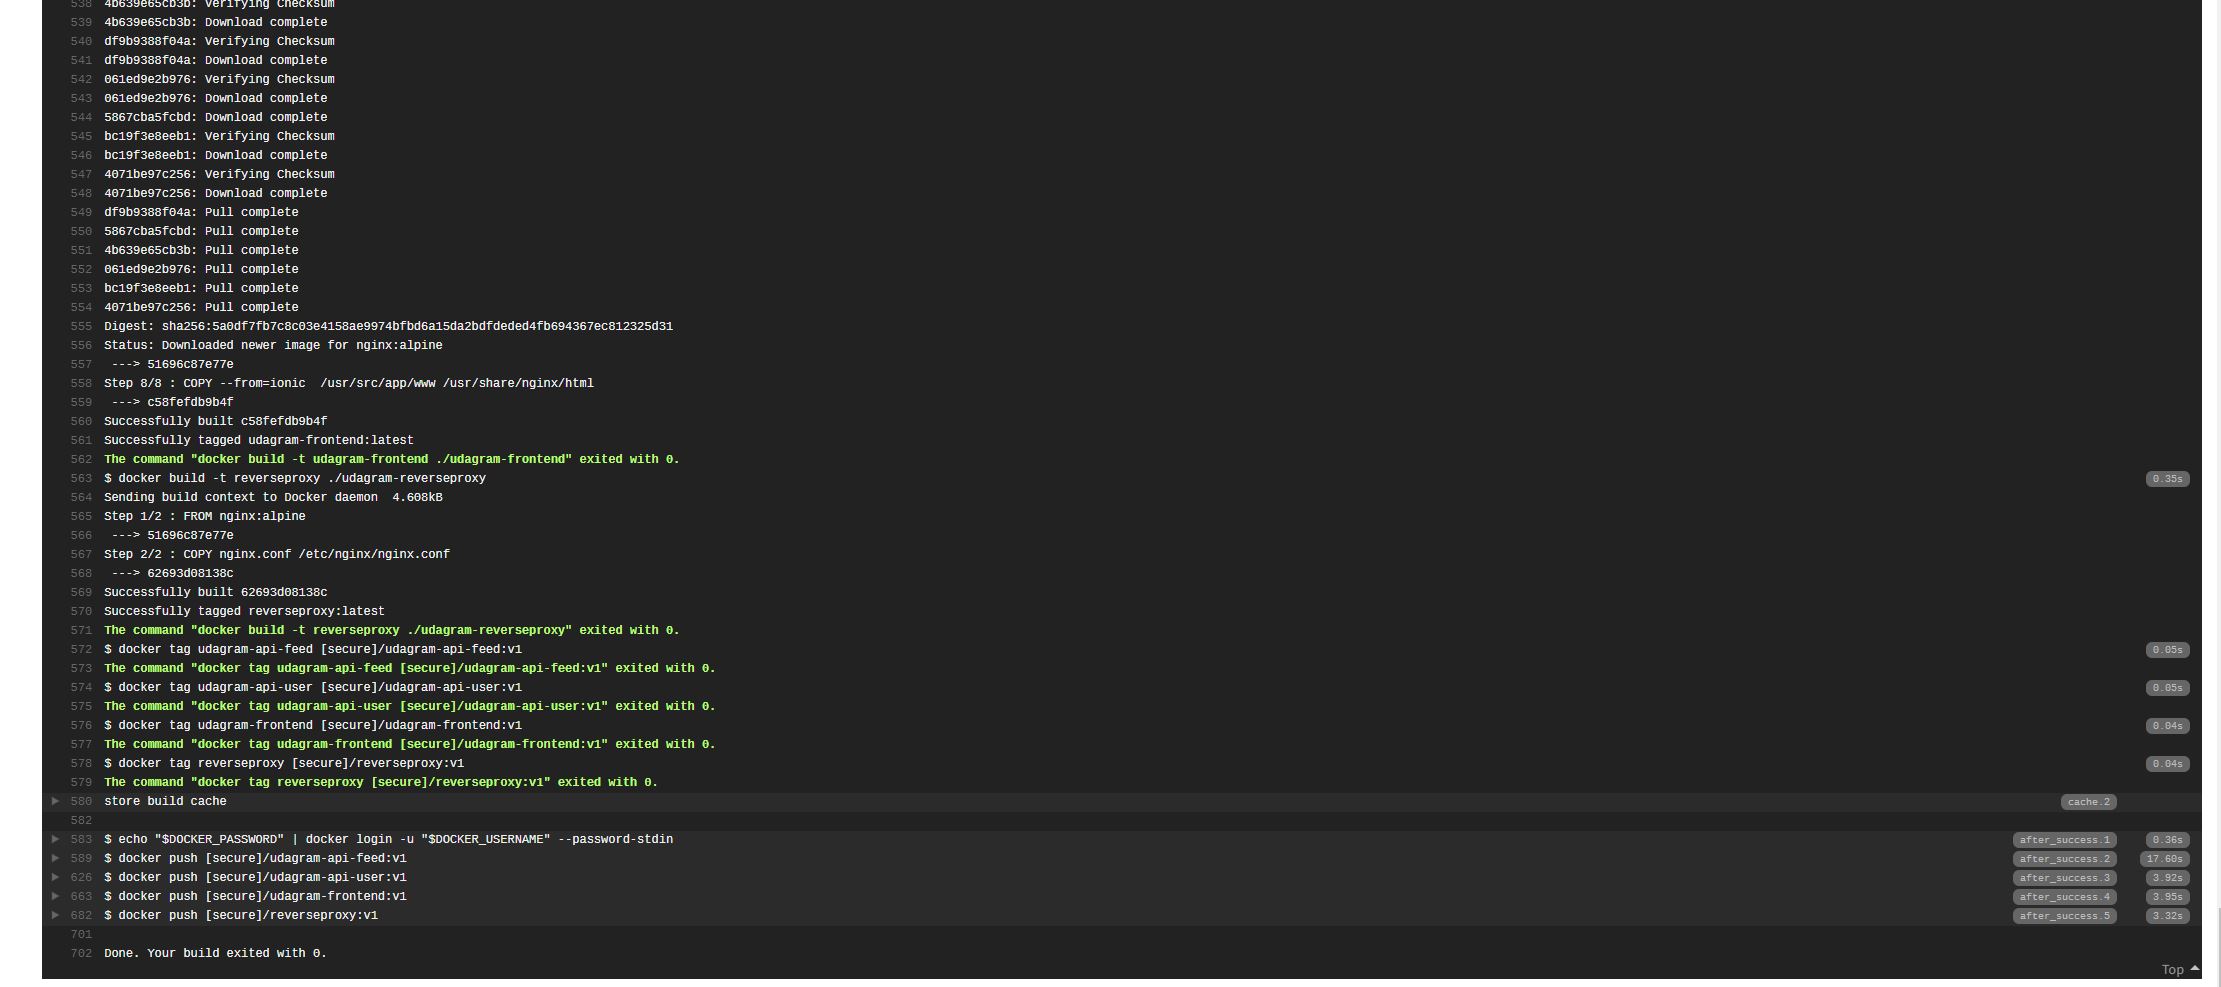 538 4b639e65cb3b: Verifying Checksum
539 4b639e65cb3b: Download complete
540 df9b9388f04a: Verifying Checksum
541 df9b9388f04a: Download complete
542 061ed9e2b976: Verifying Checksum
543 061ed9e2b976: Download complete
544 5867cba5fcbd: Download complete
545 bc19f3e8eeb1: Verifying Checksum
546 bc19f3e8eeb1: Download complete
547 4071be97c256: Verifying Checksum
548 4071be97c256: Download complete
549 df9b9388f04a: Pull complete
550 5867cba5fcbd: Pull complete
551 4b639e65cb3b: Pull complete
552 061ed9e2b976: Pull complete
553 bc19f3e8eeb1: Pull complete
554 4071be97c256: Pull complete
555 Digest: sha256:5a0df7fb7c8c03e4158ae9974bfbd6a15da2bdfdeded4fb694367ec812325d31
556 Status: Downloaded newer image for nginx:alpine
557 ---> 51696c87e77e
558 Step 8/8 : COPY --from=ionic  /usr/src/app/www /usr/share/nginx/html
559 ---> c58fefdb9b4f
560 Successfully built c58fefdb9b4f
561 Successfully tagged udagram-frontend:latest
562 The command "docker build -t udagram-frontend ./udagram-frontend" exited with 0.
563 $ docker build -t reverseproxy ./udagram-reverseproxy 0.35s
564 Sending build context to Docker daemon  4.608kB
565 Step 1/2 : FROM nginx:alpine
566 ---> 51696c87e77e
567 Step 2/2 : COPY nginx.conf /etc/nginx/nginx.conf
568 ---> 62693d08138c
569 Successfully built 62693d08138c
570 Successfully tagged reverseproxy:latest
571 The command "docker build -t reverseproxy ./udagram-reverseproxy" exited with 0.
572 $ docker tag udagram-api-feed [secure]/udagram-api-feed:v1 0.05s
573 The command "docker tag udagram-api-feed [secure]/udagram-api-feed:v1" exited with 0.
574 $ docker tag udagram-api-user [secure]/udagram-api-user:v1 0.05s
575 The command "docker tag udagram-api-user [secure]/udagram-api-user:v1" exited with 0.
576 $ docker tag udagram-frontend [secure]/udagram-frontend:v1 0.04s
577 The command "docker tag udagram-frontend [secure]/udagram-frontend:v1" exited with 0.
578 $ docker tag reverseproxy [secure]/reverseproxy:v1 0.04s
579 The command "docker tag reverseproxy [secure]/reverseproxy:v1" exited with 0.
580 store build cache cache.2
582
583 $ echo "$DOCKER_PASSWORD" | docker login -u "$DOCKER_USERNAME" --password-stdin after_success.1 0.36s
589 $ docker push [secure]/udagram-api-feed:v1 after_success.2 17.60s
626 $ docker push [secure]/udagram-api-user:v1 after_success.3 3.92s
663 $ docker push [secure]/udagram-frontend:v1 after_success.4 3.95s
682 $ docker push [secure]/reverseproxy:v1 after_success.5 3.32s
701
702 Done. Your build exited with 0.
Top